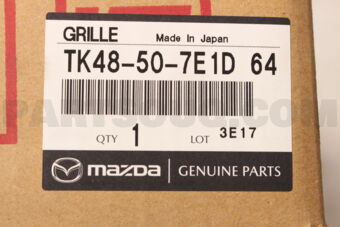 GRILLE Made In Japan
TK48-50-7E1D 64
QTY 1 LOT 3E17
mazda GENUINE PARTS